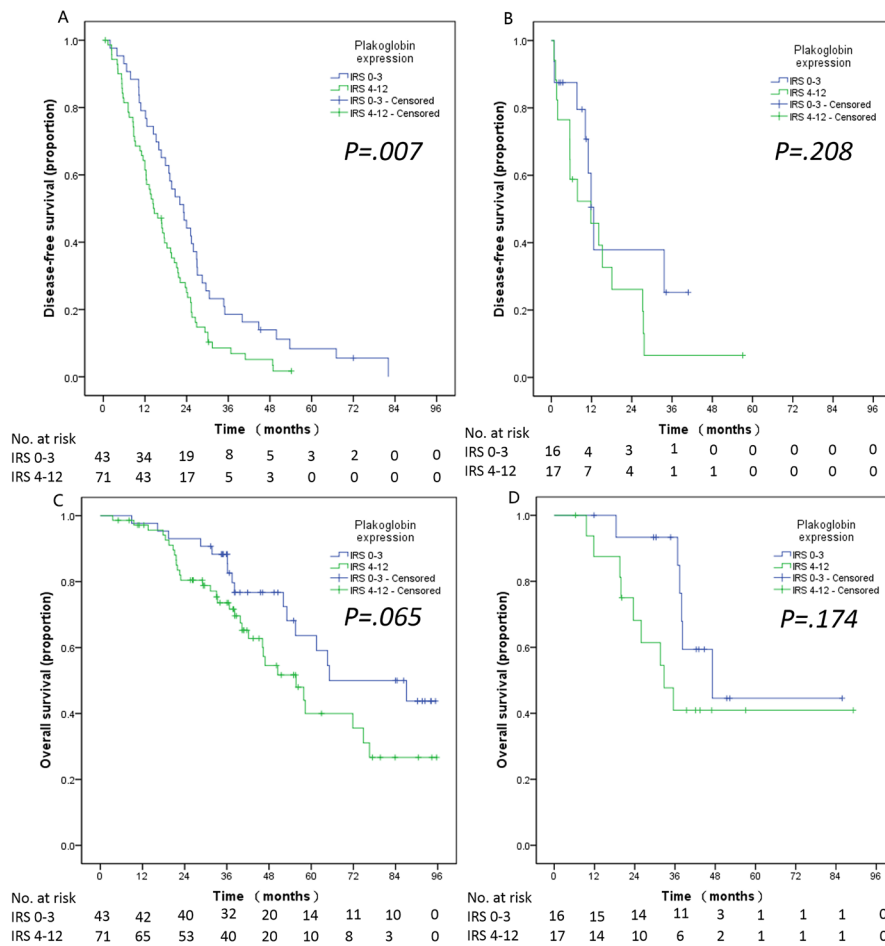 A
Disease-free survival (proportion)
1.0
0.8
0.6
0.4
0.2
0.0
Plakoglobin
expression
IRS 0-3
IRS 4-12
IRS 0-3 - Censored
IRS 4-12 - Censored
P=.007
0 12 24 36 48 60 72 84 96
Time (months)
No. at risk
IRS 0-3 43 34 19 8 5 3 2 0 0
IRS 4-12 71 43 17 5 3 0 0 0 0
B
Disease-free survival (proportion)
1.0
0.8
0.6
0.4
0.2
0.0
Plakoglobin
expression
IRS 0-3
IRS 4-12
IRS 0-3 - Censored
IRS 4-12 - Censored
P=.208
0 12 24 36 48 60 72 84 96
Time (months)
No. at risk
IRS 0-3 16 4 3 1 0 0 0 0 0
IRS 4-12 17 7 4 1 1 0 0 0 0
C
Overall survival (proportion)
1.0
0.8
0.6
0.4
0.2
0.0
Plakoglobin
expression
IRS 0-3
IRS 4-12
IRS 0-3 - Censored
IRS 4-12 - Censored
P=.065
0 12 24 36 48 60 72 84 96
Time (months)
No. at risk
IRS 0-3 43 42 40 32 20 14 11 10 0
IRS 4-12 71 65 53 40 20 10 8 3 0
D
Overall survival (proportion)
1.0
0.8
0.6
0.4
0.2
0.0
Plakoglobin
expression
IRS 0-3
IRS 4-12
IRS 0-3 - Censored
IRS 4-12 - Censored
P=.174
0 12 24 36 48 60 72 84 96
Time (months)
No. at risk
IRS 0-3 16 15 14 11 3 1 1 1 0
IRS 4-12 17 14 10 6 2 1 1 1 0